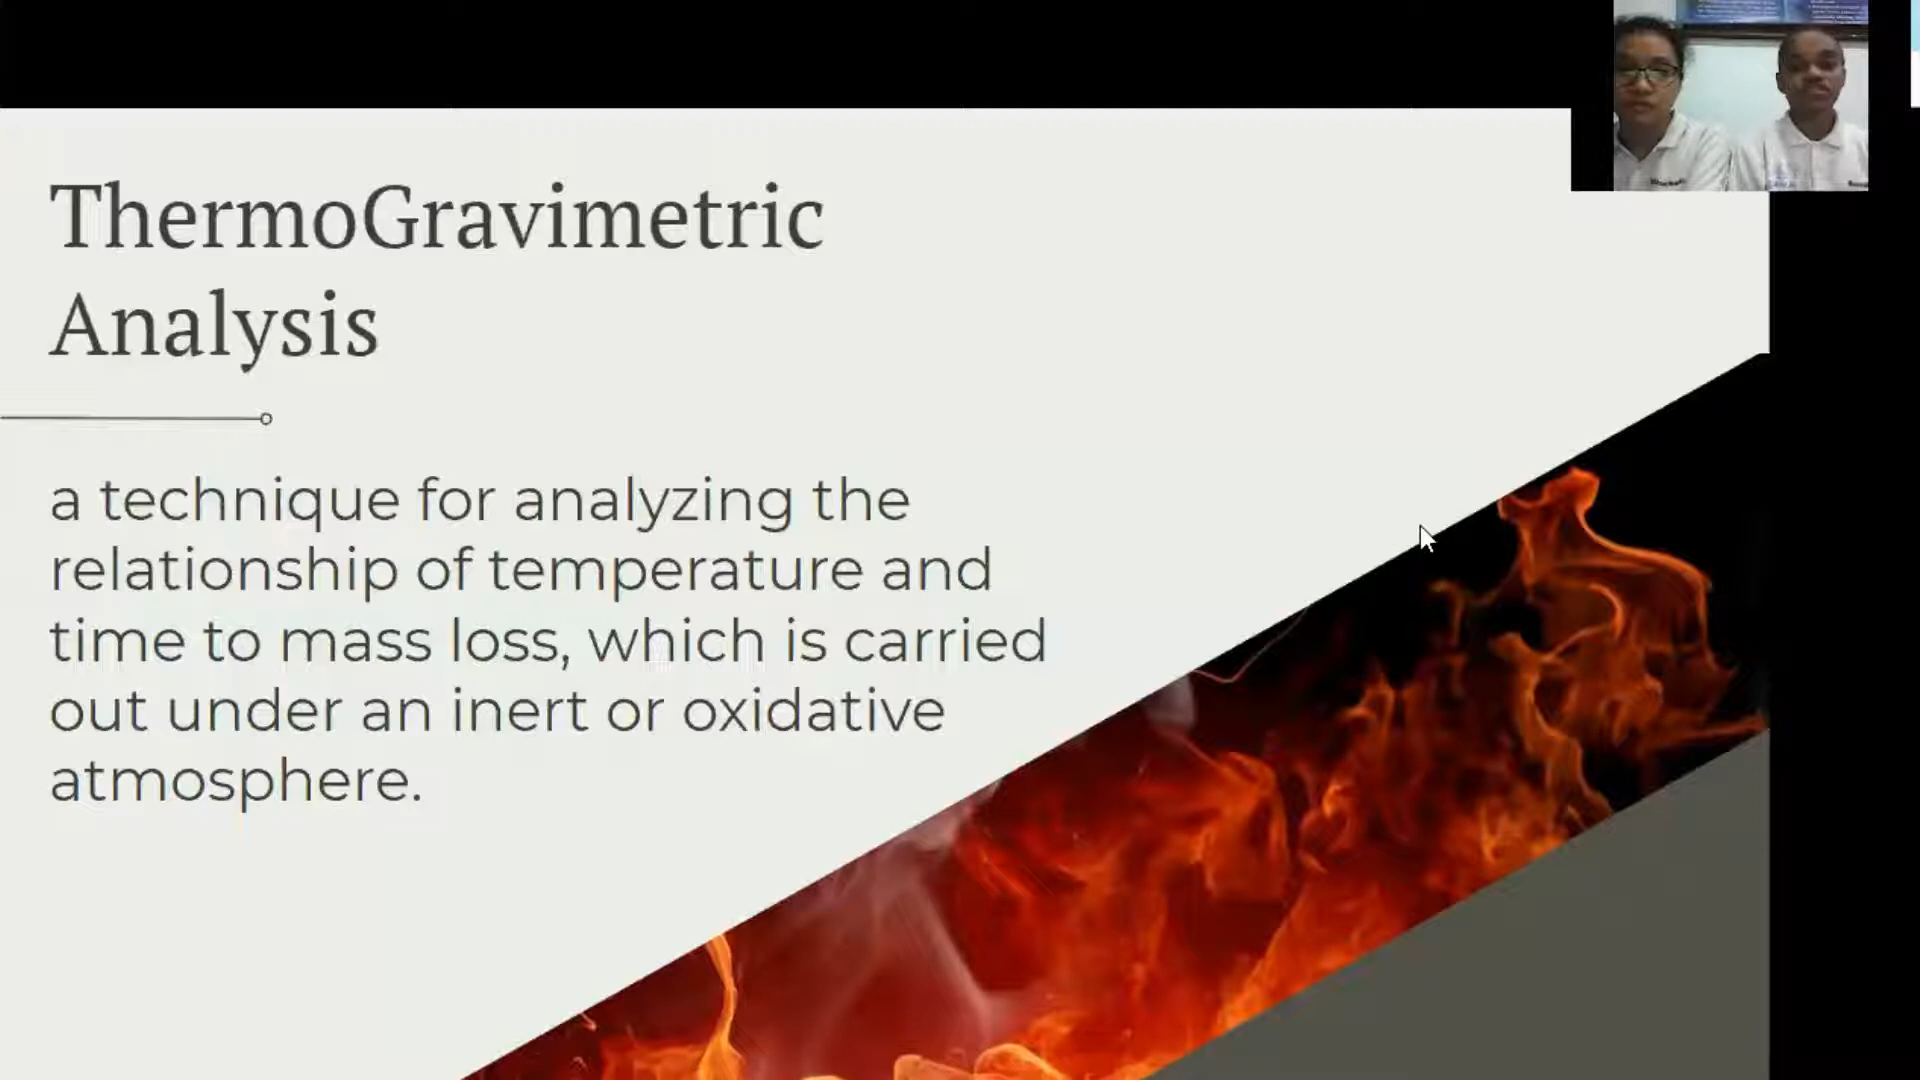 ThermoGravimetric
Analysis
a technique for analyzing the
relationship of temperature and
time to mass loss, which is carried
out under an inert or oxidative
atmosphere.